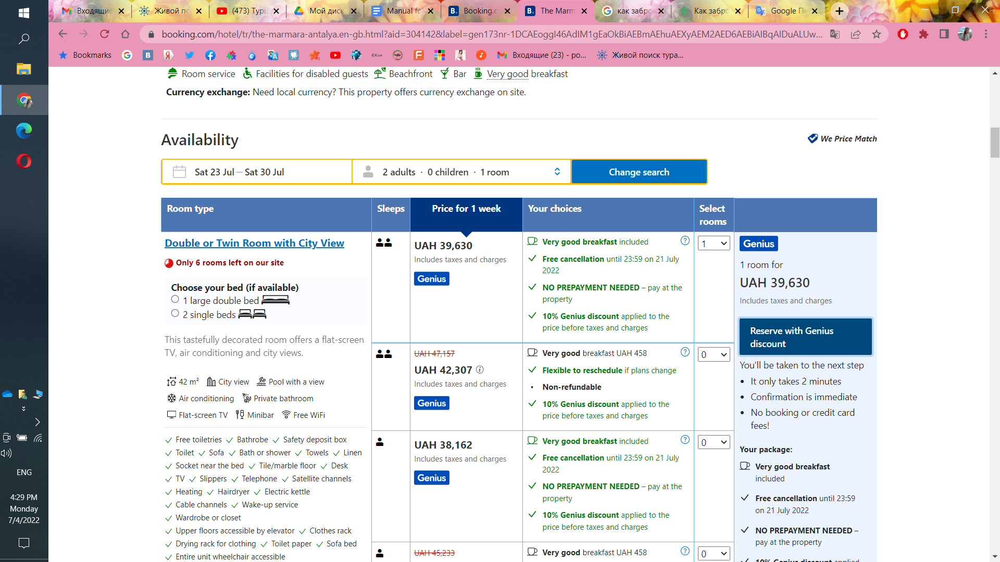 Входящие
Живой по
(473) Турц
Мой диск
Manual fo
Booking.c
The Marm
как забро
Как забро
Google Пе
booking.com/hotel/tr/the-marmara-antalya.en-gb.html?aid=304142&label=gen173nr-1DCAEoggI46AdIM1gEaOkBiAEBmAEhuAEXyAEM2AED6AEBiAIBqAIDuALUw...
Bookmarks
EX.UA
Входящие (23) - po...
Живой поиск тура...
Room service Facilities for disabled guests Beachfront Bar Very good breakfast
Currency exchange: Need local currency? This property offers currency exchange on site.
Availability
We Price Match
Sat 23 Jul — Sat 30 Jul
2 adults · 0 children · 1 room
Change search
Room type
Sleeps
Price for 1 week
Your choices
Select
rooms
Double or Twin Room with City View
Only 6 rooms left on our site
Choose your bed (if available)
1 large double bed
2 single beds
This tastefully decorated room offers a flat-screen
TV, air conditioning and city views.
42 m² City view Pool with a view
Air conditioning Private bathroom
Flat-screen TV Minibar Free WiFi
Free toiletries Bathrobe Safety deposit box
Toilet Sofa Bath or shower Towels Linen
Socket near the bed Tile/marble floor Desk
TV Slippers Telephone Satellite channels
Heating Hairdryer Electric kettle
Cable channels Wake-up service
Wardrobe or closet
Upper floors accessible by elevator Clothes rack
Drying rack for clothing Toilet paper Sofa bed
Entire unit wheelchair accessible
UAH 39,630
Includes taxes and charges
Genius
Very good breakfast included
Free cancellation until 23:59 on 21 July
2022
NO PREPAYMENT NEEDED – pay at the
property
10% Genius discount applied to the
price before taxes and charges
1
UAH 47,157
UAH 42,307
Includes taxes and charges
Genius
Very good breakfast UAH 458
Flexible to reschedule if plans change
• Non-refundable
10% Genius discount applied to the
price before taxes and charges
0
UAH 38,162
Includes taxes and charges
Genius
Very good breakfast included
Free cancellation until 23:59 on 21 July
2022
NO PREPAYMENT NEEDED – pay at the
property
10% Genius discount applied to the
price before taxes and charges
0
UAH 45,233
Very good breakfast UAH 458
0
Genius
1 room for
UAH 39,630
Includes taxes and charges
Reserve with Genius
discount
You'll be taken to the next step
• It only takes 2 minutes
• Confirmation is immediate
• No booking or credit card
fees!
Your package:
Very good breakfast
included
Free cancellation until 23:59
on 21 July 2022
NO PREPAYMENT NEEDED –
pay at the property
10% Genius discount applied
ENG
4:29 PM
Monday
7/4/2022